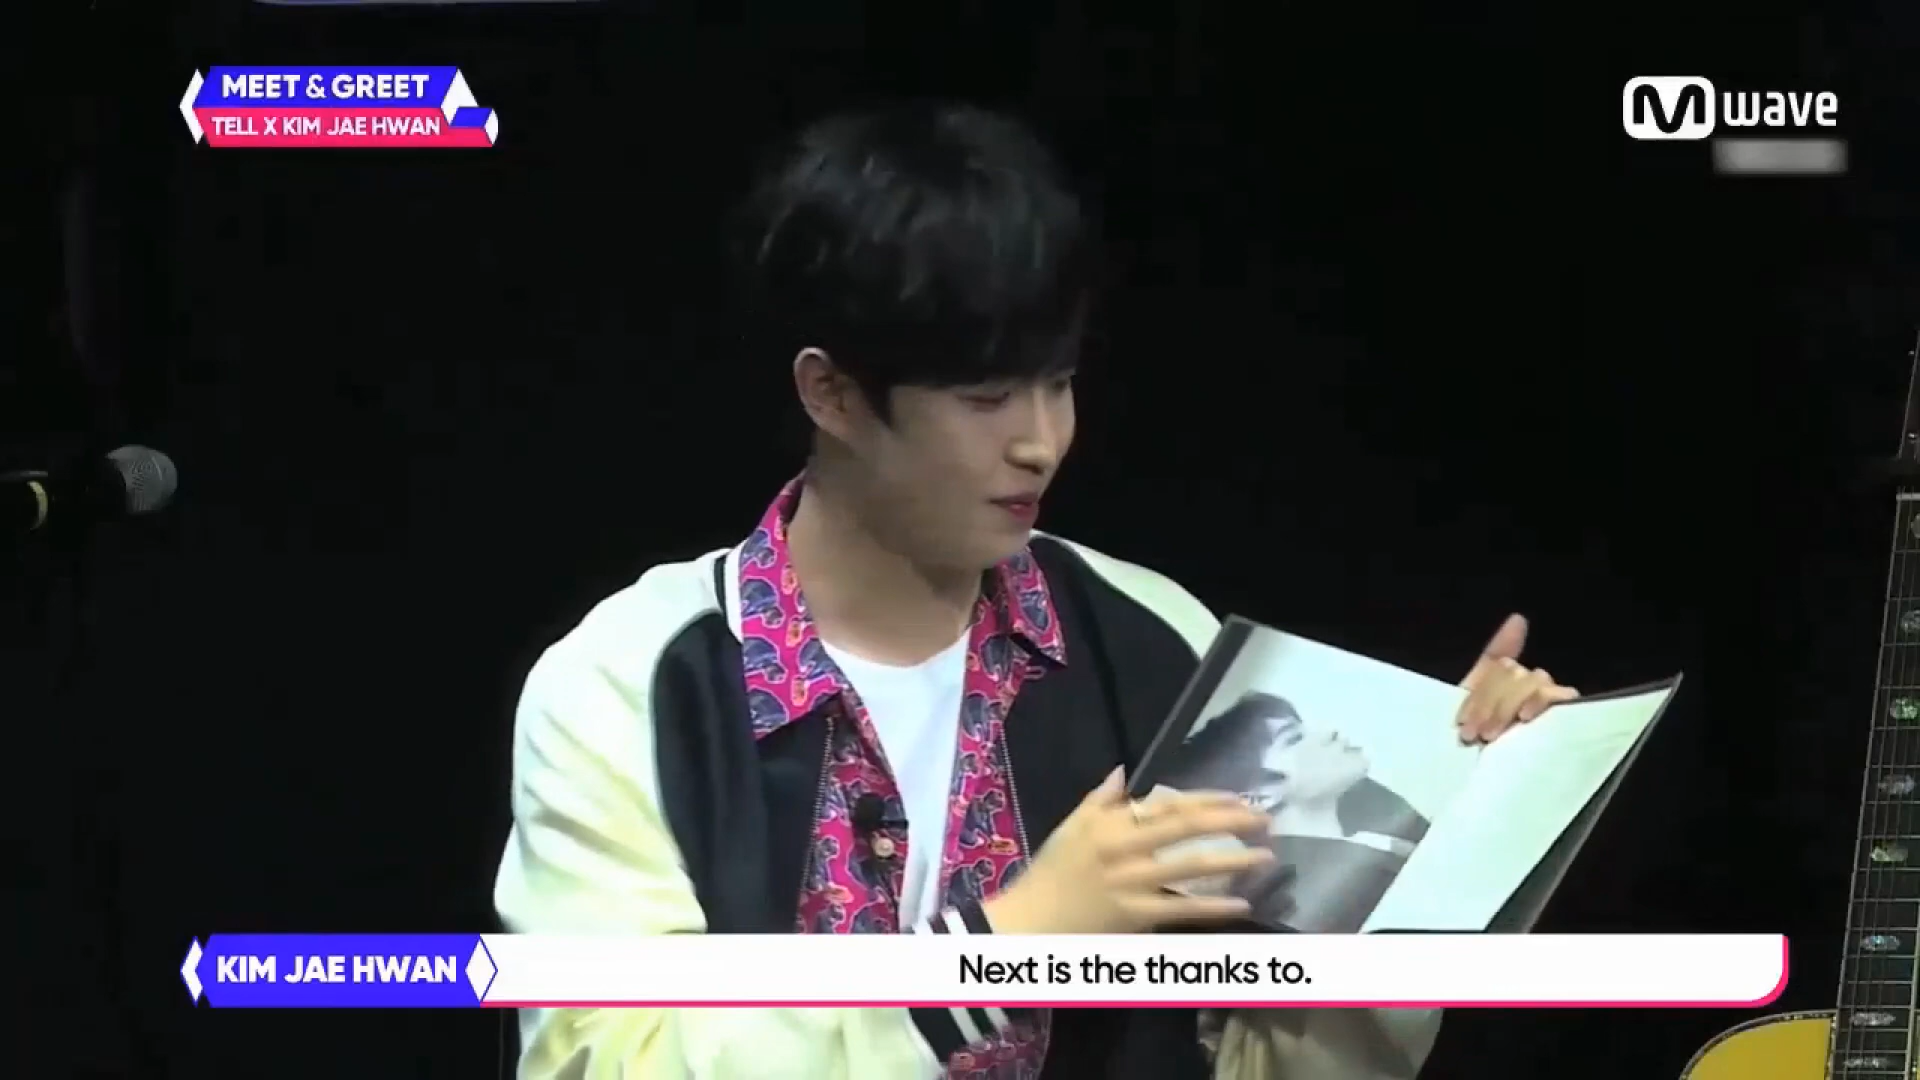 MEET & GREET
TELL X KIM JAE HWAN
M wave
KIM JAE HWAN
Next is the thanks to.